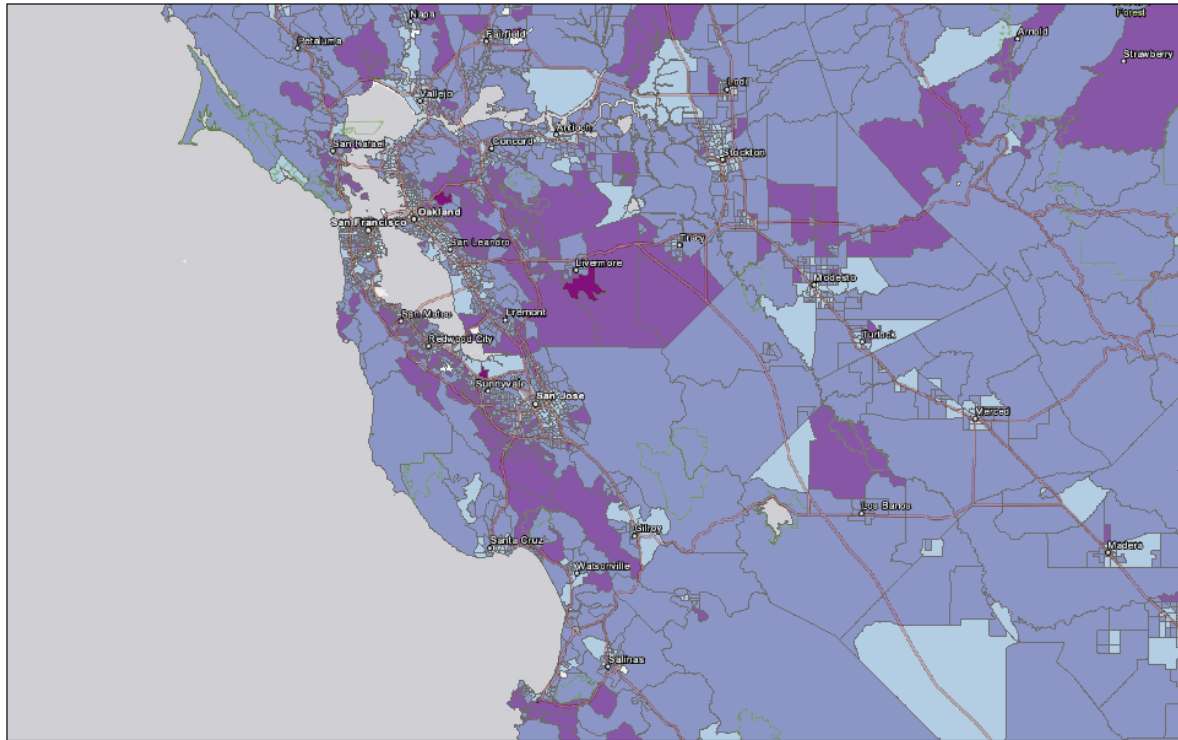 Napa
Forest
Petaluma
Fairfield
Arnold
Strawberry
Lodi
Vallejo
Antioch
San Rafael
Concord
Stockton
Oakland
San Francisco
San Leandro
Tracy
Livermore
Modesto
San Mateo
Fremont
Redwood City
Turlock
Sunnyvale
San Jose
Merced
Los Banos
Gilroy
Santa Cruz
Madera
Watsonville
Salinas